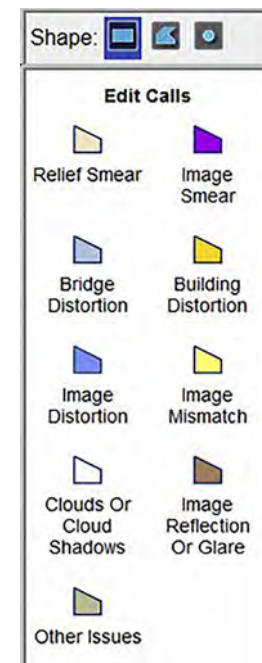 Shape:
Edit Calls
Relief Smear
Image
Smear
Bridge
Distortion
Building
Distortion
Image
Distortion
Image
Mismatch
Clouds Or
Cloud
Shadows
Image
Reflection
Or Glare
Other Issues